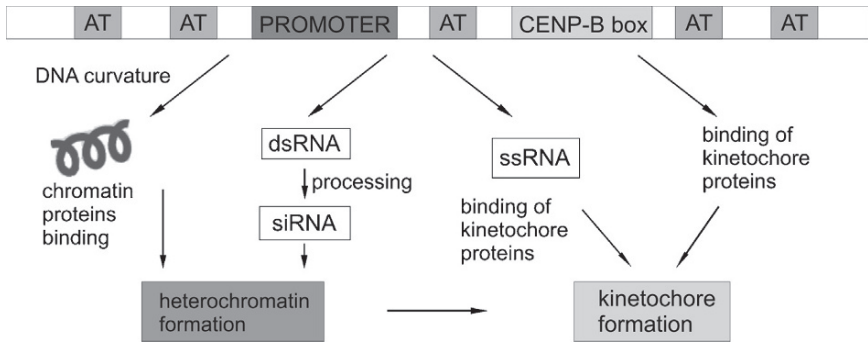 AT AT PROMOTER AT CENP-B box AT AT
DNA curvature
chromatin
proteins
binding
dsRNA
processing
siRNA
ssRNA
binding of
kinetochore
proteins
binding of
kinetochore
proteins
heterochromatin
formation
kinetochore
formation